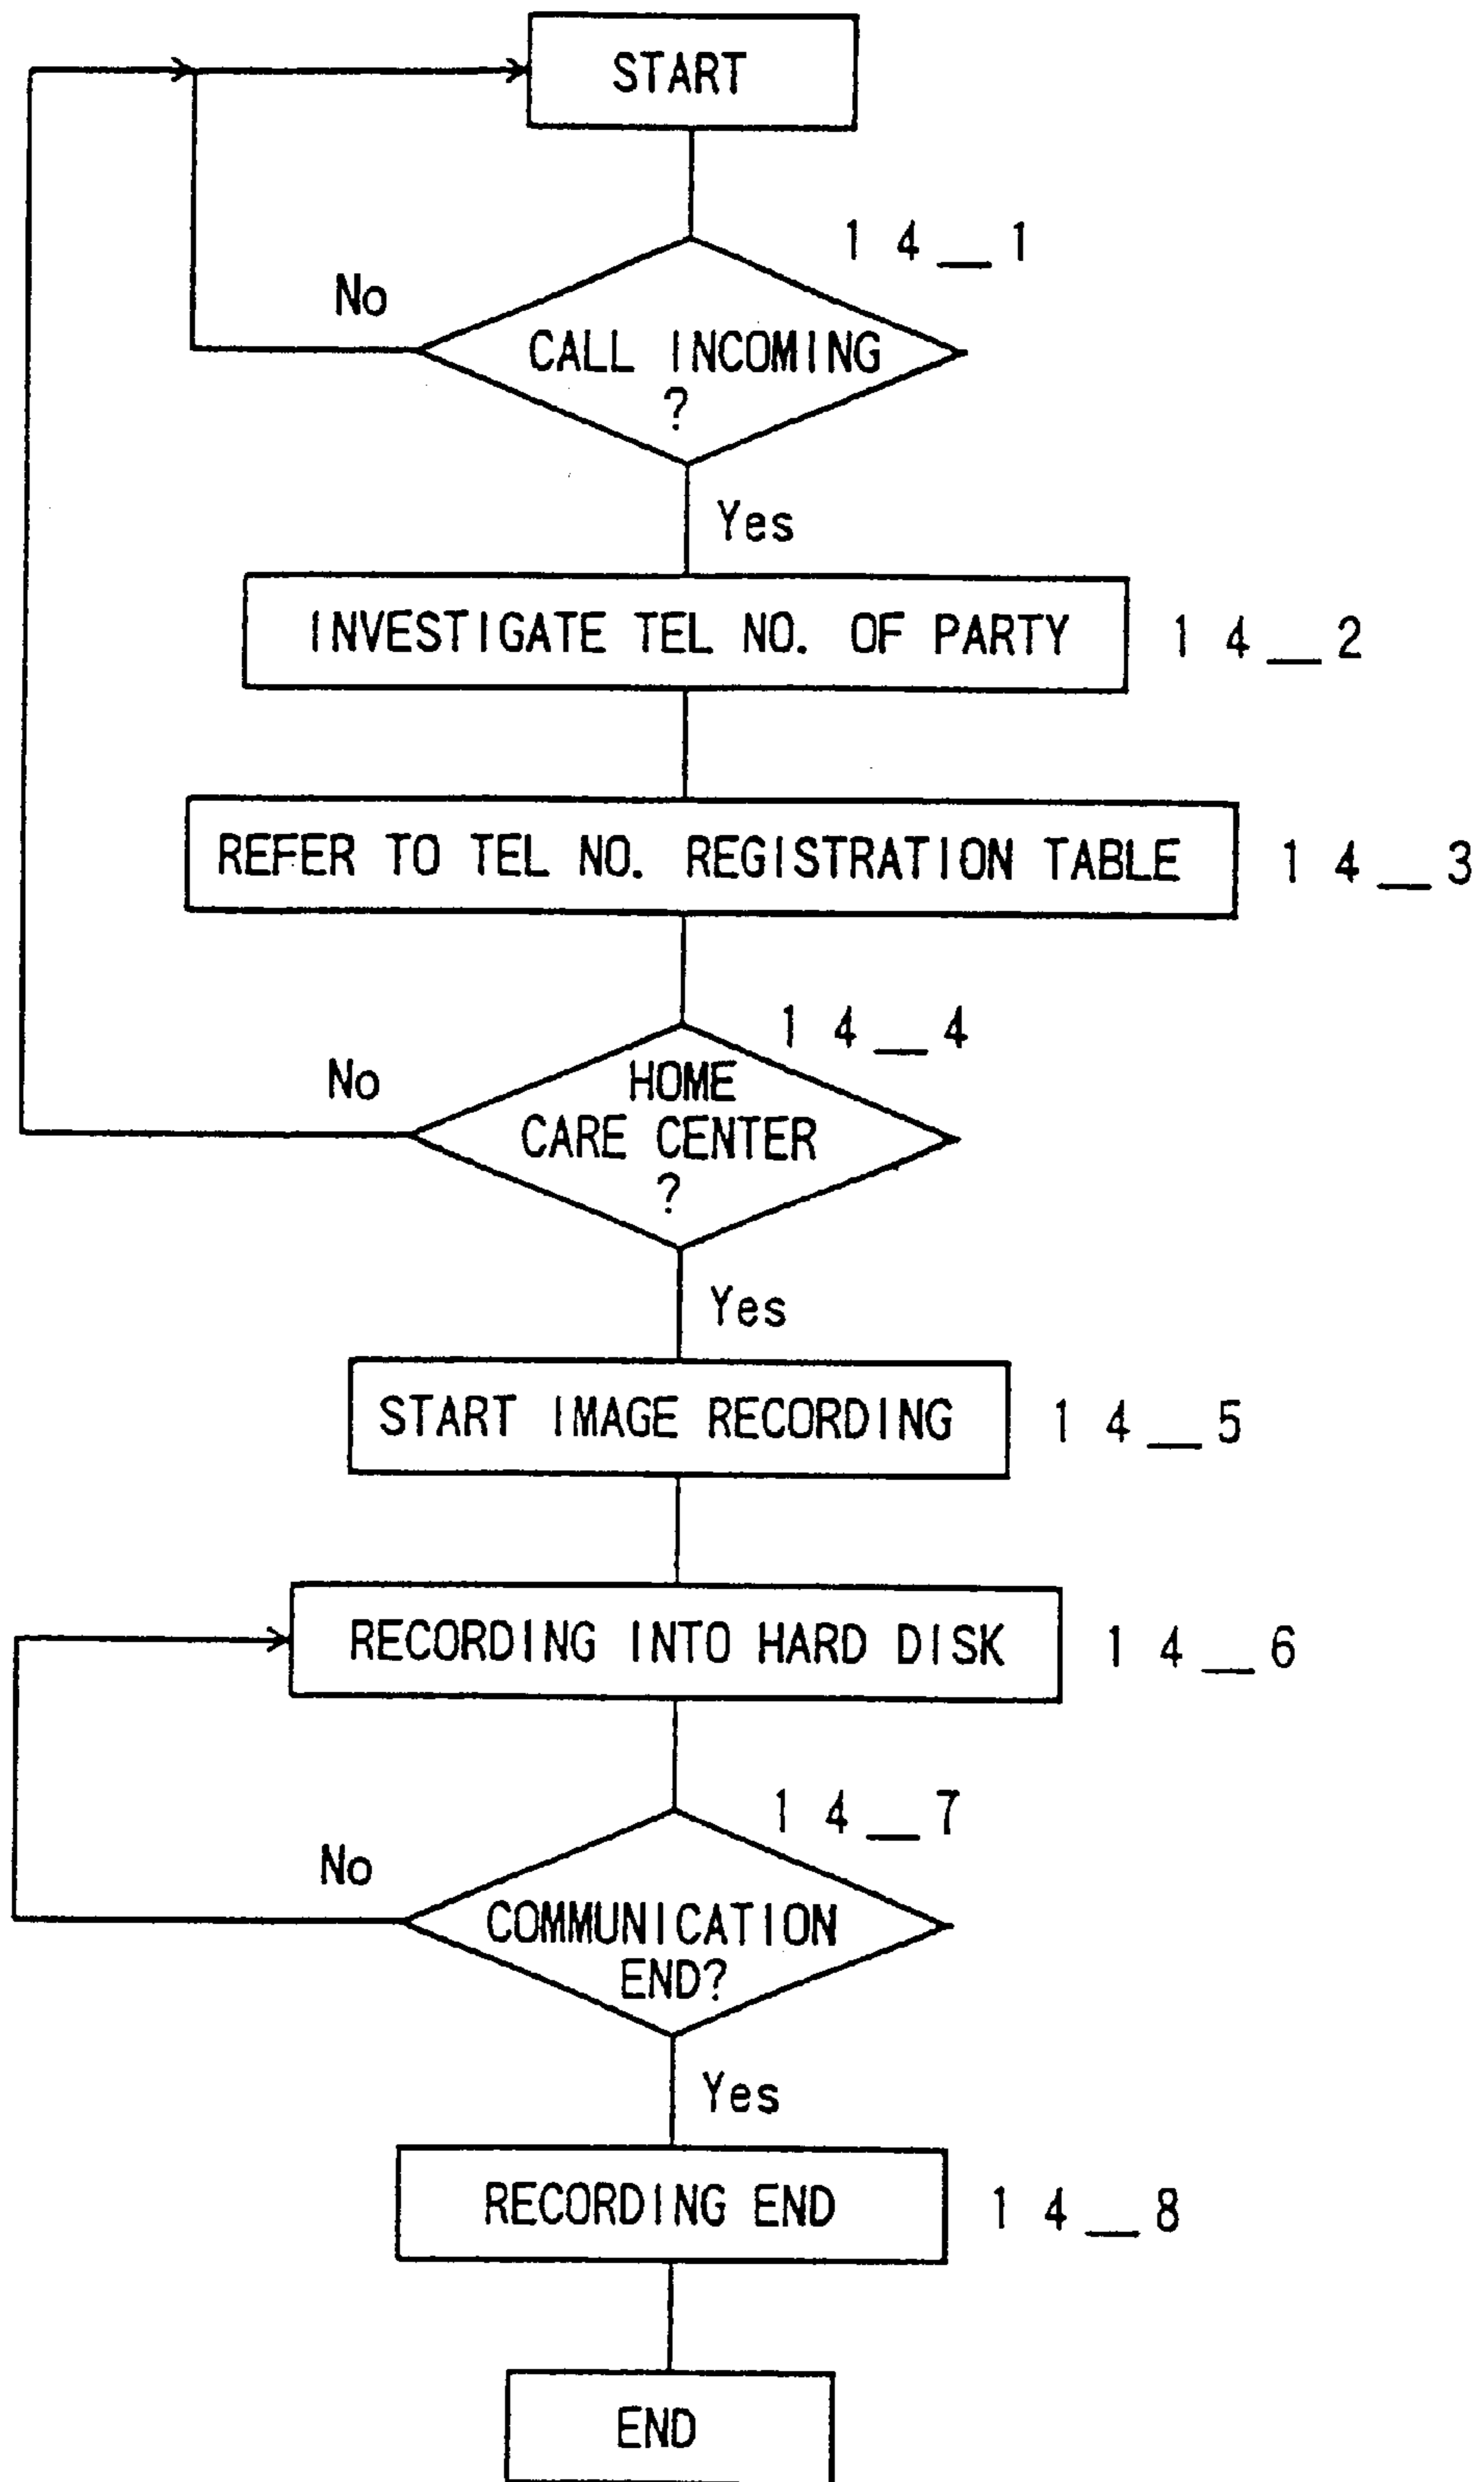 START
14_1
No
CALL INCOMING
?
Yes
INVESTIGATE TEL NO. OF PARTY 14_2
REFER TO TEL NO. REGISTRATION TABLE 14_3
14_4
No
HOME
CARE CENTER
?
Yes
START IMAGE RECORDING 14_5
RECORDING INTO HARD DISK 14_6
14_7
No
COMMUNICATION
END?
Yes
RECORDING END 14_8
END